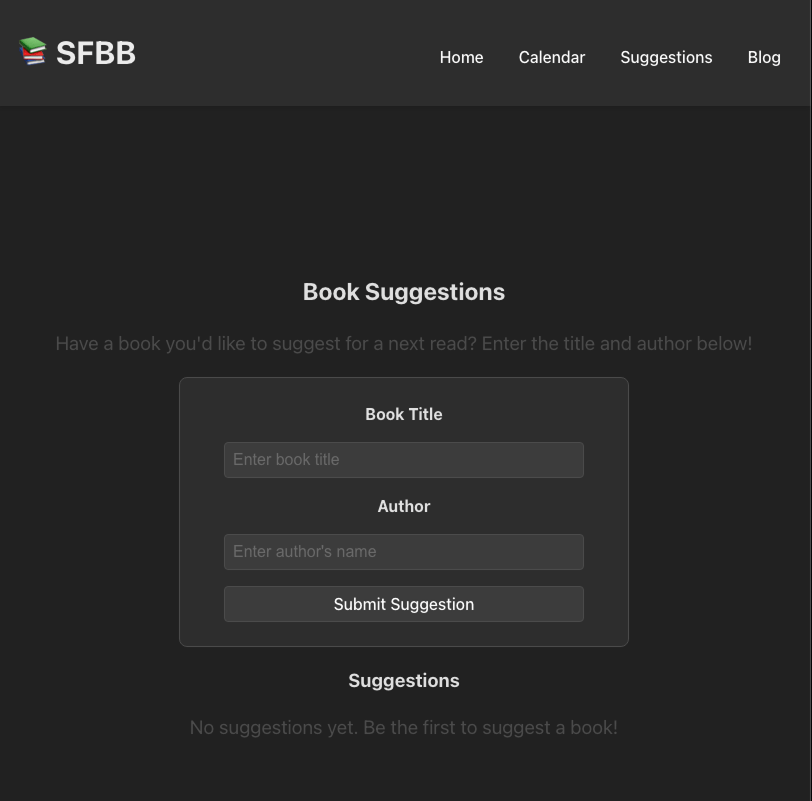 SFBB
Home Calendar Suggestions Blog
Book Suggestions
Have a book you'd like to suggest for a next read? Enter the title and author below!
Book Title
Enter book title
Author
Enter author's name
Submit Suggestion
Suggestions
No suggestions yet. Be the first to suggest a book!